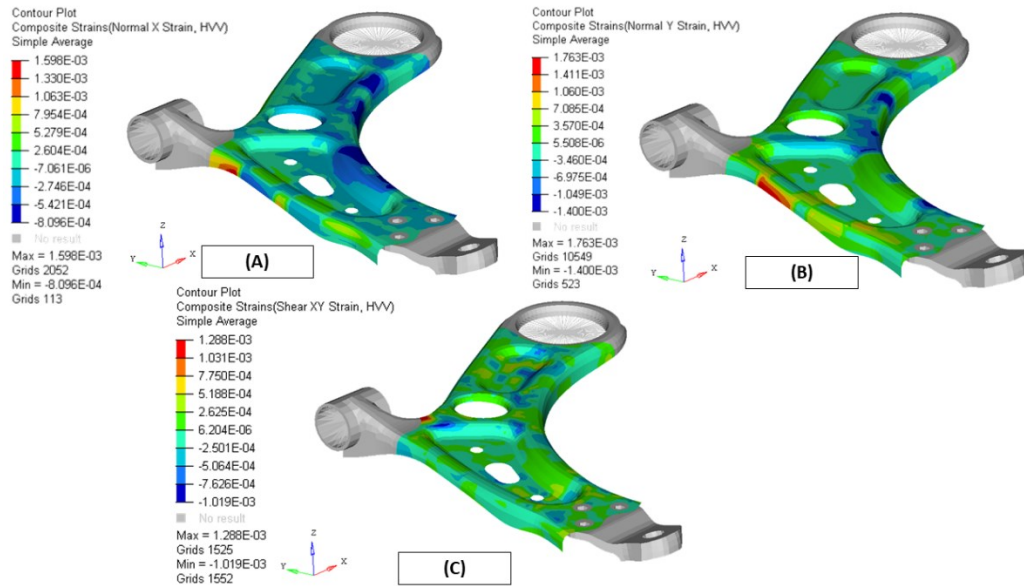 Contour Plot
Composite Strains(Normal X Strain, HVV)
Simple Average
1.598E-03
1.330E-03
1.063E-03
7.954E-04
5.279E-04
2.604E-04
-7.061E-06
-2.746E-04
-5.421E-04
-8.096E-04
No result
Max = 1.598E-03
Grids 2052
Min = -8.096E-04
Grids 113
Z
Y
X
(A)
Contour Plot
Composite Strains(Normal Y Strain, HVV)
Simple Average
1.763E-03
1.411E-03
1.060E-03
7.085E-04
3.570E-04
5.508E-06
-3.460E-04
-6.975E-04
-1.049E-03
-1.400E-03
No result
Max = 1.763E-03
Grids 10549
Min = -1.400E-03
Grids 523
Z
Y
X
(B)
Contour Plot
Composite Strains(Shear XY Strain, HVV)
Simple Average
1.288E-03
1.031E-03
7.750E-04
5.188E-04
2.625E-04
6.204E-06
-2.501E-04
-5.064E-04
-7.626E-04
-1.019E-03
No result
Max = 1.288E-03
Grids 1525
Min = -1.019E-03
Grids 1552
Z
Y
X
(C)